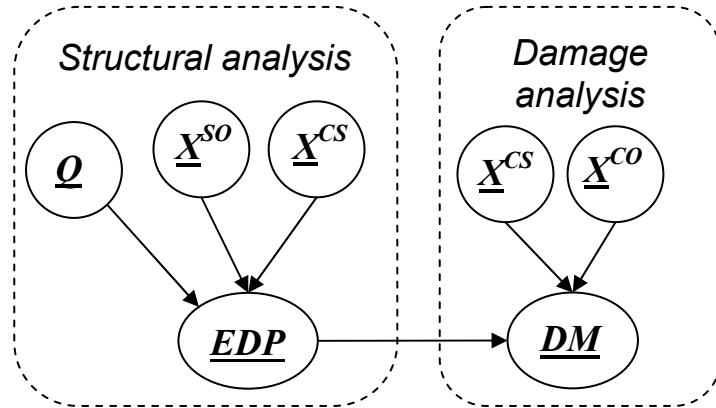 Structural analysis
Damage
analysis
Q
X^SO
X^CS
X^CS
X^CO
EDP
DM